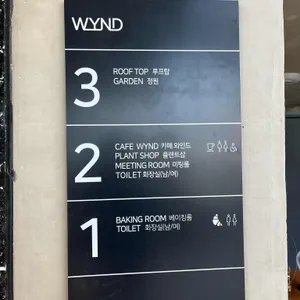 WYND
3
ROOF TOP 루프탑
GARDEN 정원
2
CAFE WYND 카페 와인드
PLANT SHOP 플랜트샵
MEETING ROOM 미팅룸
TOILET 화장실(남/여)
1
BAKING ROOM 베이킹룸
TOILET 화장실(남/여)